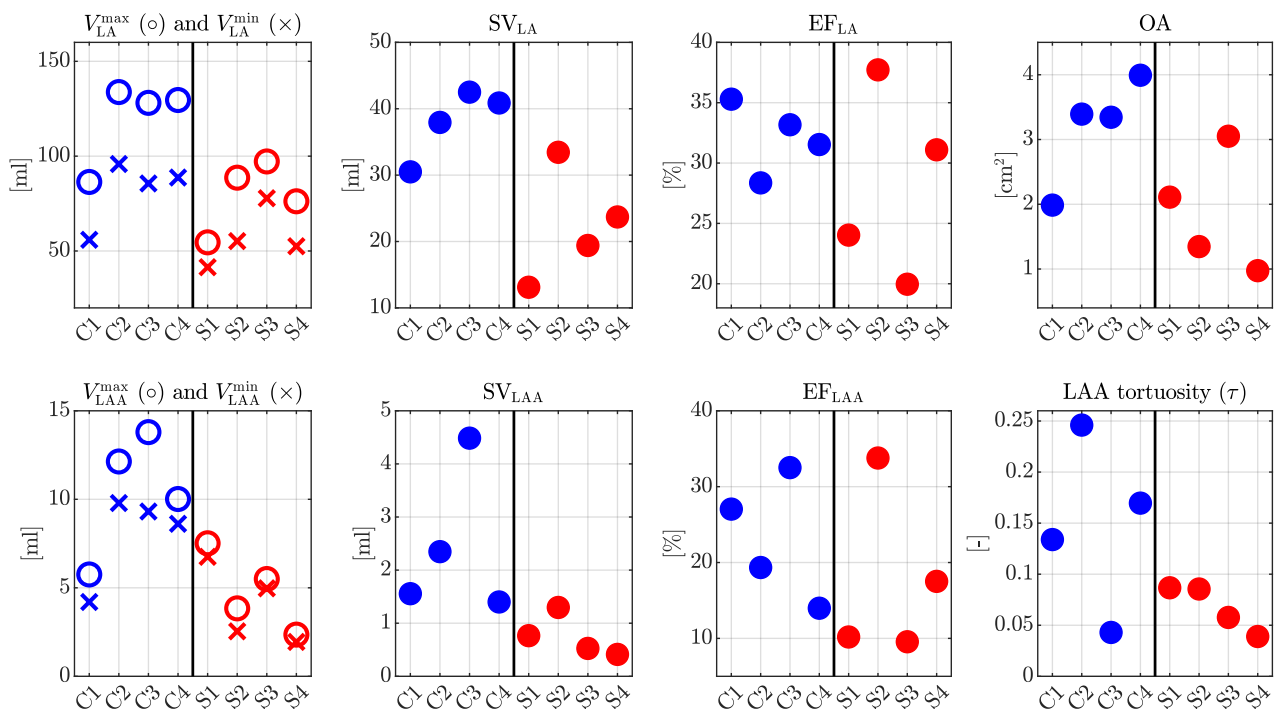 V_LA^max (○) and V_LA^min (×)
SV_LA
EF_LA
OA
150
100
50
[ml]
C1 C2 C3 C4 S1 S2 S3 S4
50
40
30
20
10
[ml]
C1 C2 C3 C4 S1 S2 S3 S4
40
35
30
25
20
[%]
C1 C2 C3 C4 S1 S2 S3 S4
4
3
2
1
[cm²]
C1 C2 C3 C4 S1 S2 S3 S4
V_LAA^max (○) and V_LAA^min (×)
SV_LAA
EF_LAA
LAA tortuosity (τ)
15
10
5
0
[ml]
C1 C2 C3 C4 S1 S2 S3 S4
5
4
3
2
1
0
[ml]
C1 C2 C3 C4 S1 S2 S3 S4
40
30
20
10
[%]
C1 C2 C3 C4 S1 S2 S3 S4
0.25
0.2
0.15
0.1
0.05
0
[-]
C1 C2 C3 C4 S1 S2 S3 S4